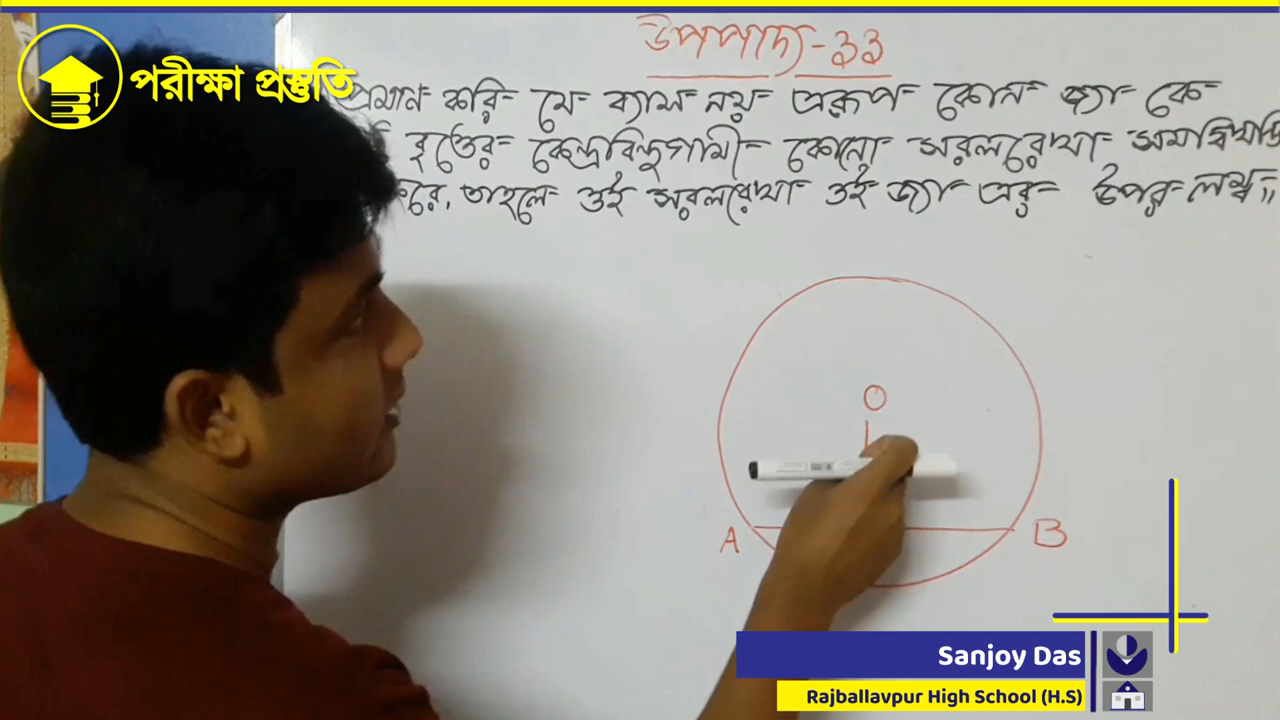 উপপাদ্য-33
পরীক্ষা প্রস্তুতি
প্রমান করি যে ব্যাস নয় এরূপ কোন জ্যা কে
বৃত্তের কেন্দ্রবিন্দুগামী কোনো সরলরেখা সমদ্বিখণ্ডি
করে, তাহলে ওই সরলরেখা ওই জ্যা এর উপর লম্ব॥
O
A B
Sanjoy Das
Rajballavpur High School (H.S)